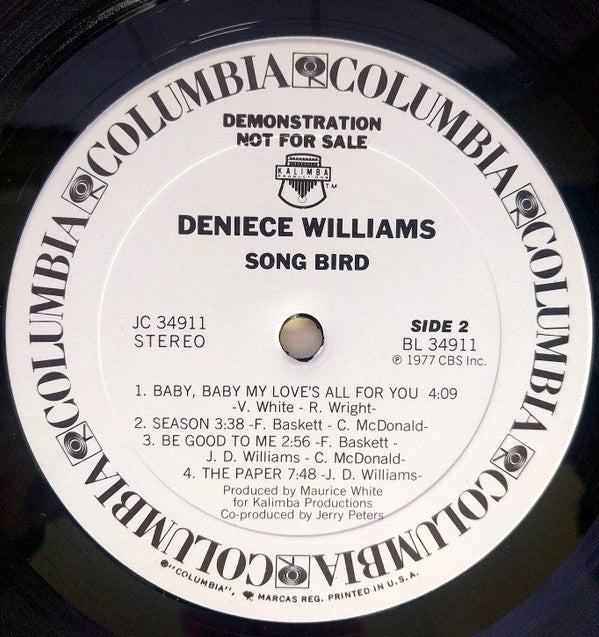 COLUMBIA COLUMBIA COLUMBIA COLUMBIA COLUMBIA COLUMBIA
DEMONSTRATION
NOT FOR SALE
KALIMBA
PRODUCTIONS
TM
DENIECE WILLIAMS
SONG BIRD
JC 34911
STEREO
SIDE 2
BL 34911
℗ 1977 CBS Inc.
1. BABY, BABY MY LOVE'S ALL FOR YOU 4:09
-V. White - R. Wright-
2. SEASON 3:38 -F. Baskett - C. McDonald-
3. BE GOOD TO ME 2:56 -F. Baskett -
J. D. Williams - C. McDonald-
4. THE PAPER 7:48 -J. D. Williams-
Produced by Maurice White
for Kalimba Productions
Co-produced by Jerry Peters
"COLUMBIA", MARCAS REG. PRINTED IN U.S.A.